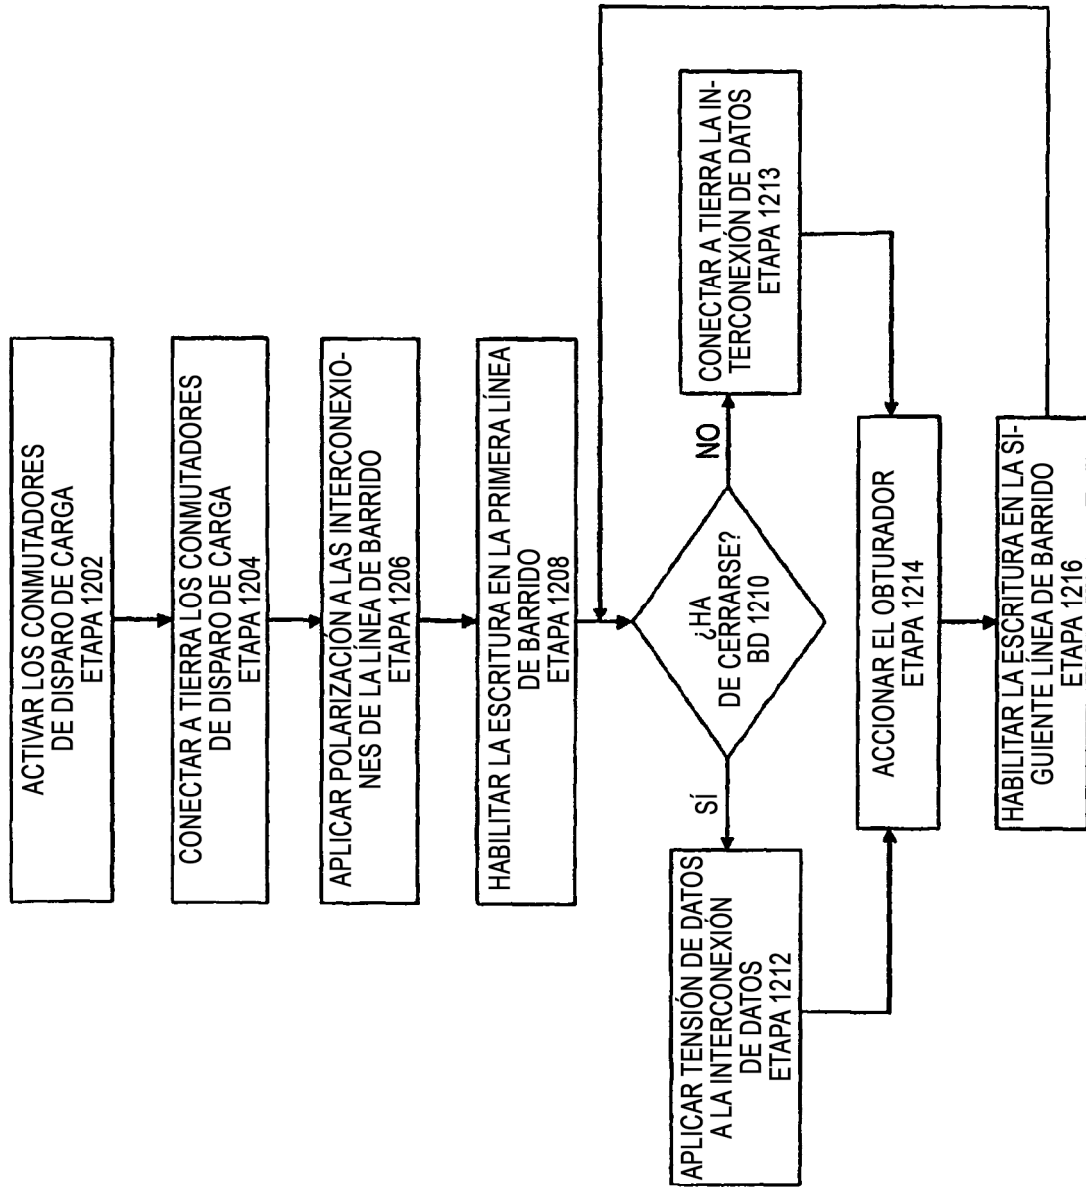 ACTIVAR LOS CONMUTADORES
DE DISPARO DE CARGA
ETAPA 1202
CONECTAR A TIERRA LOS CONMUTADORES
DE DISPARO DE CARGA
ETAPA 1204
APLICAR POLARIZACIÓN A LAS INTERCONEXIO-
NES DE LA LÍNEA DE BARRIDO
ETAPA 1206
HABILITAR LA ESCRITURA EN LA PRIMERA LÍNEA
DE BARRIDO
ETAPA 1208
¿HA
DE CERRARSE?
BD 1210
SÍ
NO
APLICAR TENSIÓN DE DATOS
A LA INTERCONEXIÓN
DE DATOS
ETAPA 1212
CONECTAR A TIERRA LA IN-
TERCONEXIÓN DE DATOS
ETAPA 1213
ACCIONAR EL OBTURADOR
ETAPA 1214
HABILITAR LA ESCRITURA EN LA SI-
GUIENTE LÍNEA DE BARRIDO
ETAPA 1216